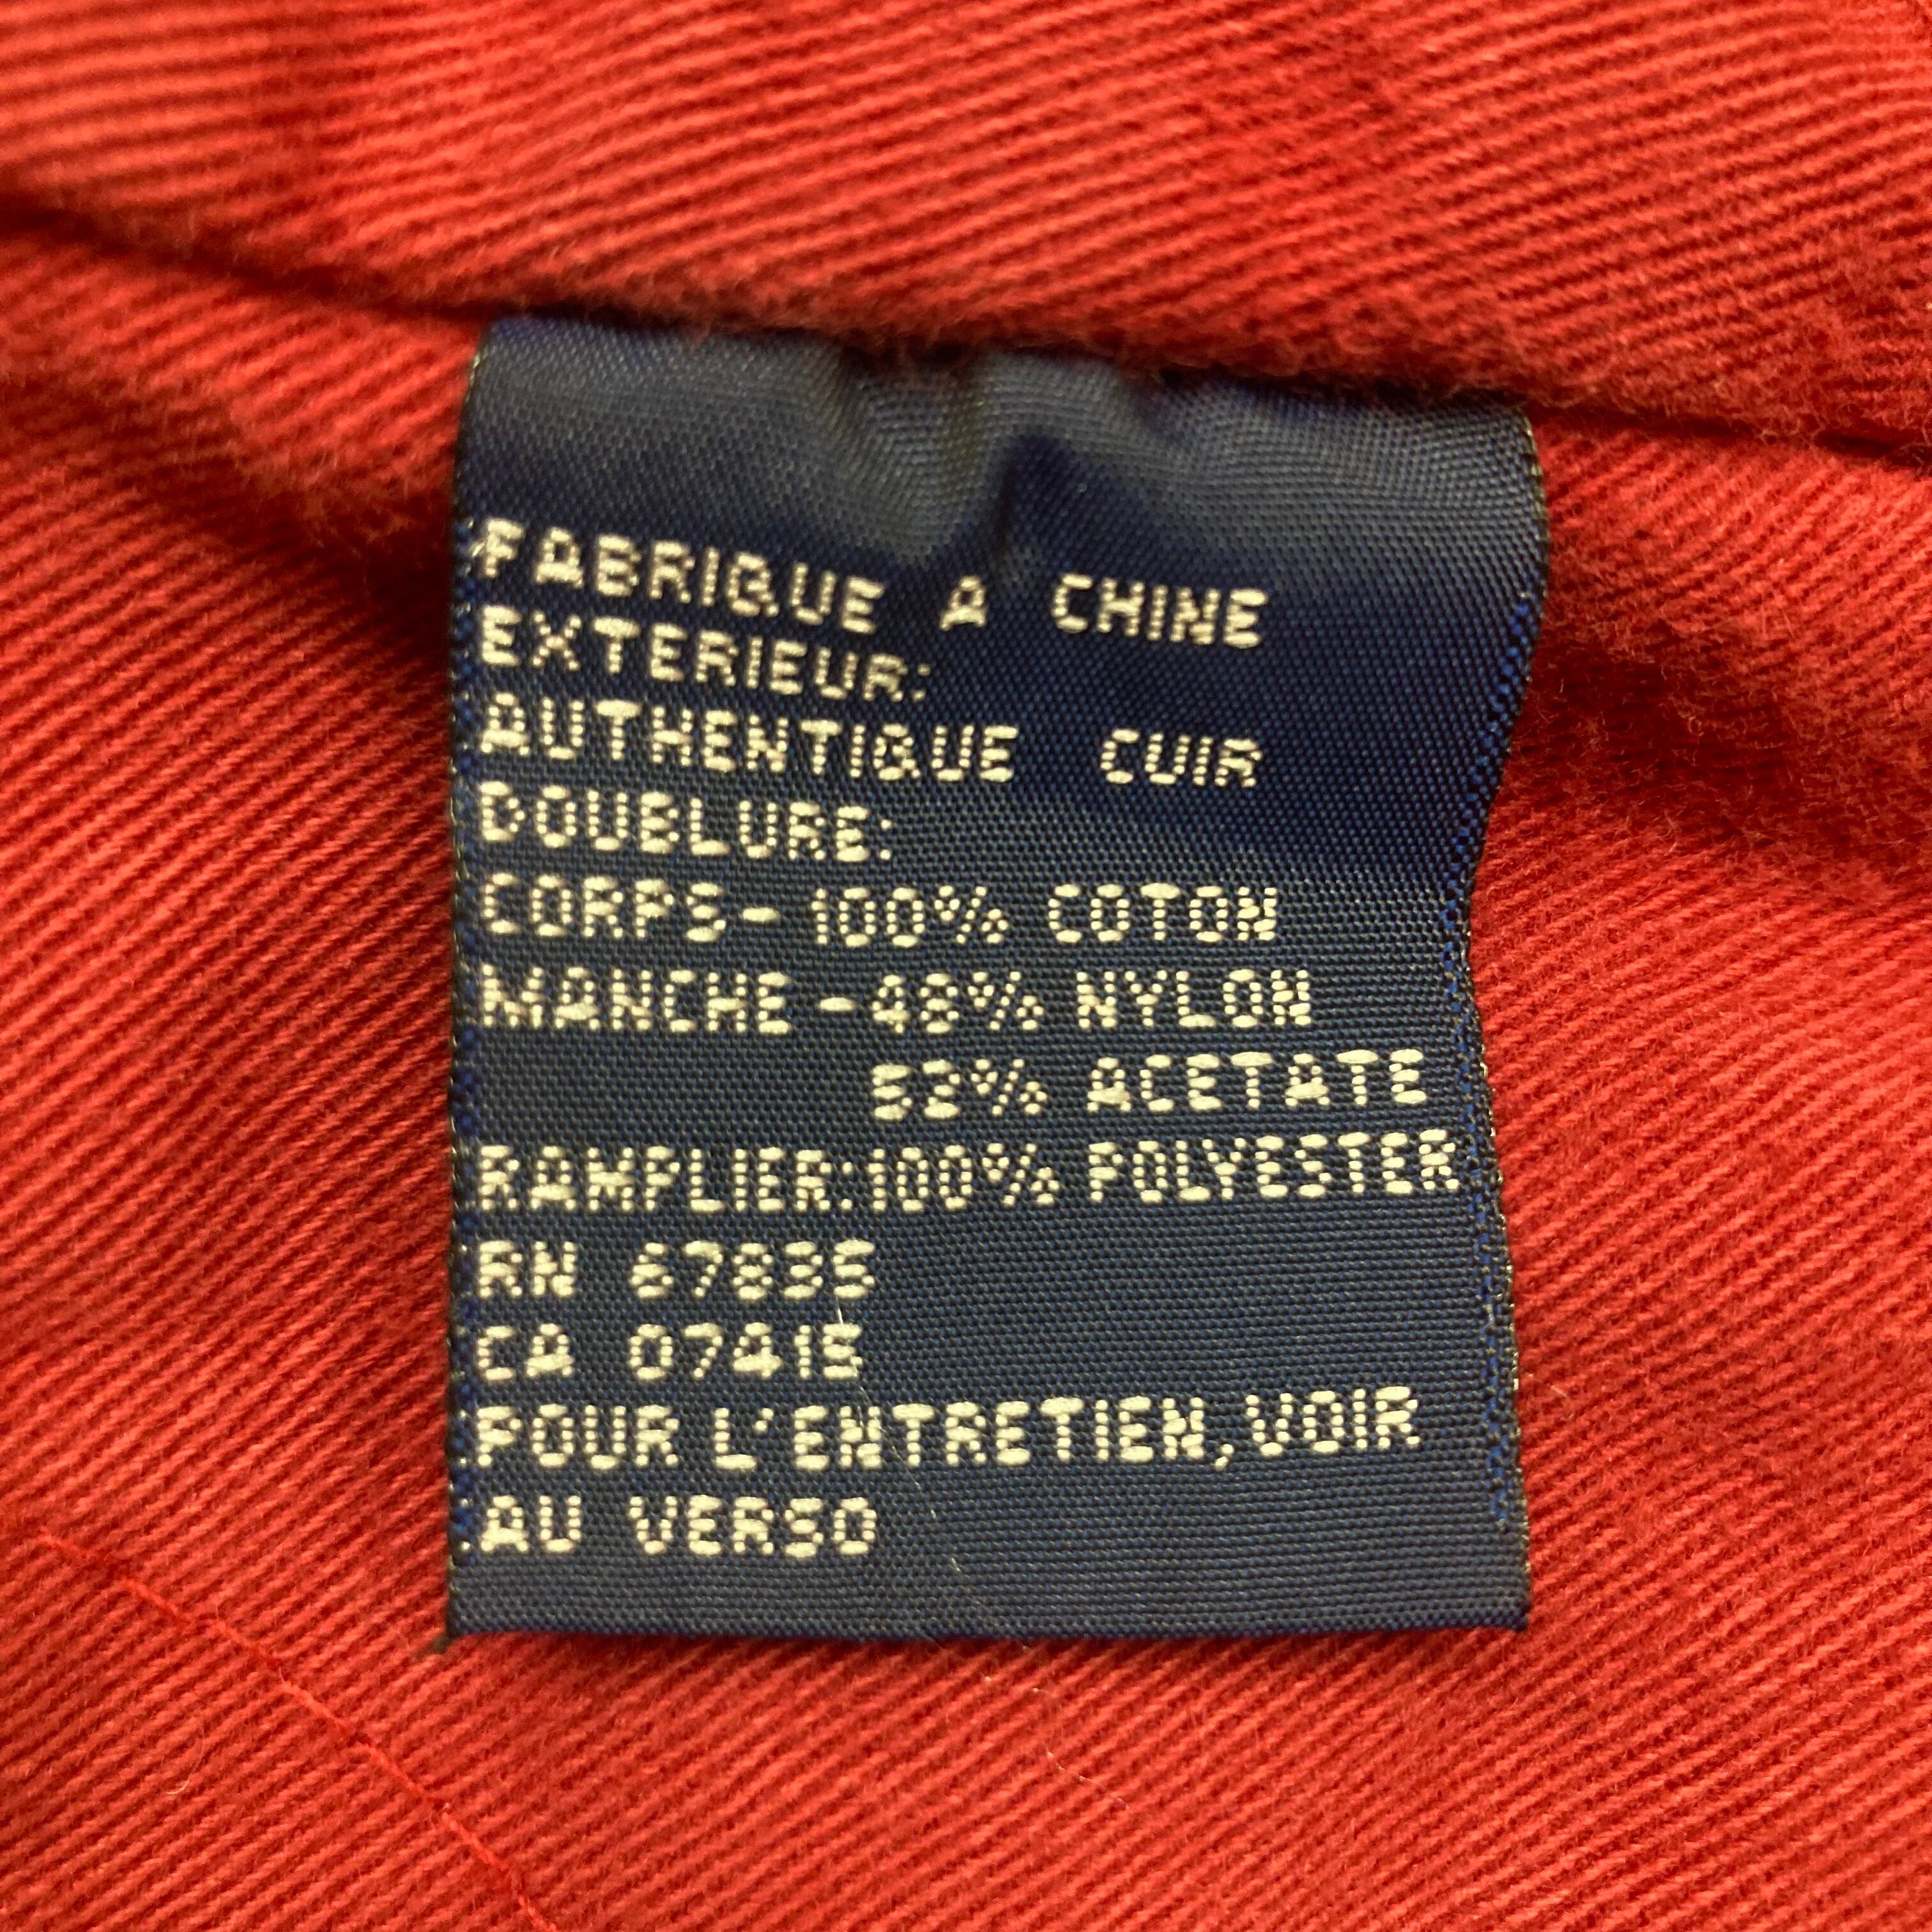 FABRIQUE A CHINE
EXTERIEUR:
AUTHENTIQUE CUIR
DOUBLURE:
CORPS-100% COTON
MANCHE-48% NYLON
52% ACETATE
RAMPLIER:100% POLYESTER
RN 67835
CA 07415
POUR L'ENTRETIEN,VOIR
AU VERSO